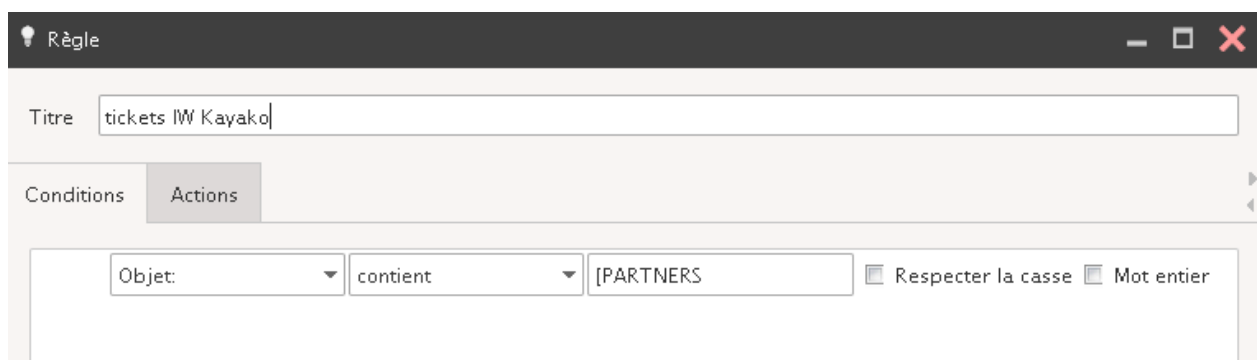 Règle
Titre tickets IW Kayako
Conditions Actions
Objet: contient [PARTNERS Respecter la casse Mot entier